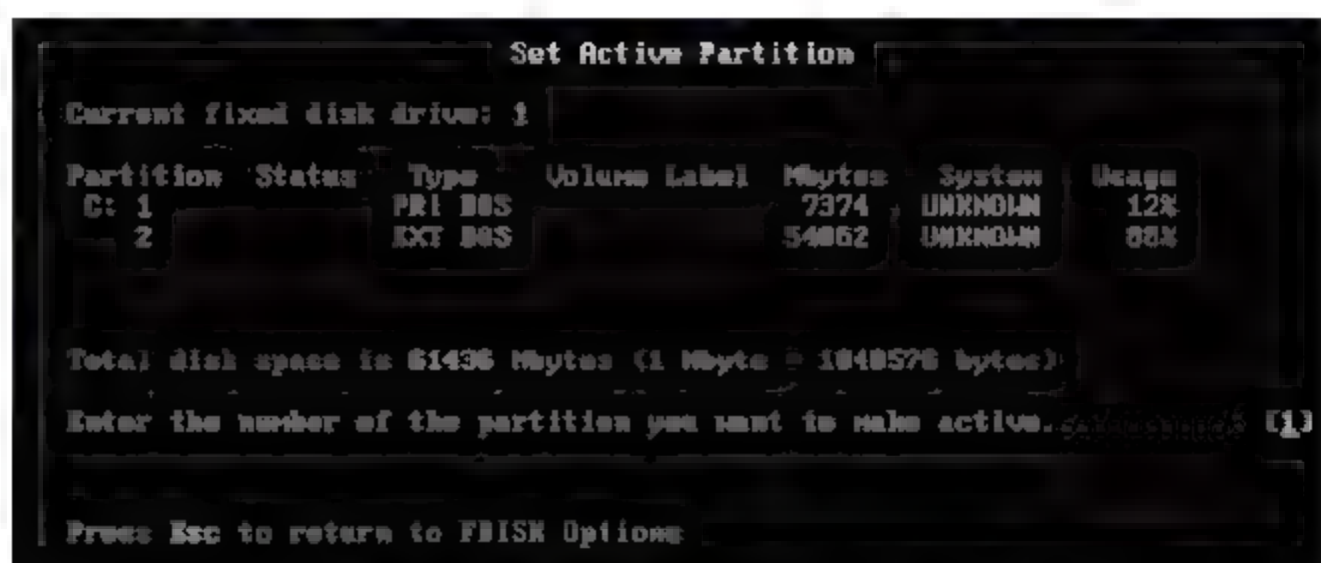 Set Active Partition
Current fixed disk drive: 1
Partition Status Type Volume Label Mbytes System Usage
C: 1 PRI DOS 7374 UNKNOWN 12%
2 EXT DOS 54062 UNKNOWN 88%
Total disk space is 61436 Mbytes (1 Mbyte = 1048576 bytes)
Enter the number of the partition you want to make active. [1]
Press Esc to return to FDISK Options